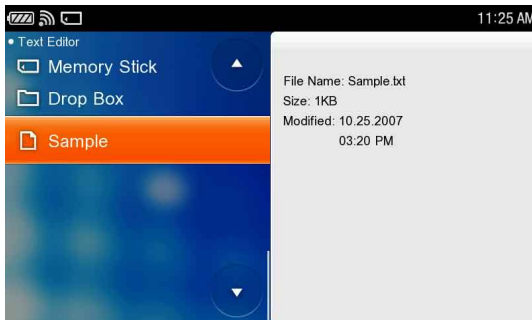 11:25 AM
• Text Editor
Memory Stick
Drop Box
Sample
File Name: Sample.txt
Size: 1KB
Modified: 10.25.2007
03:20 PM